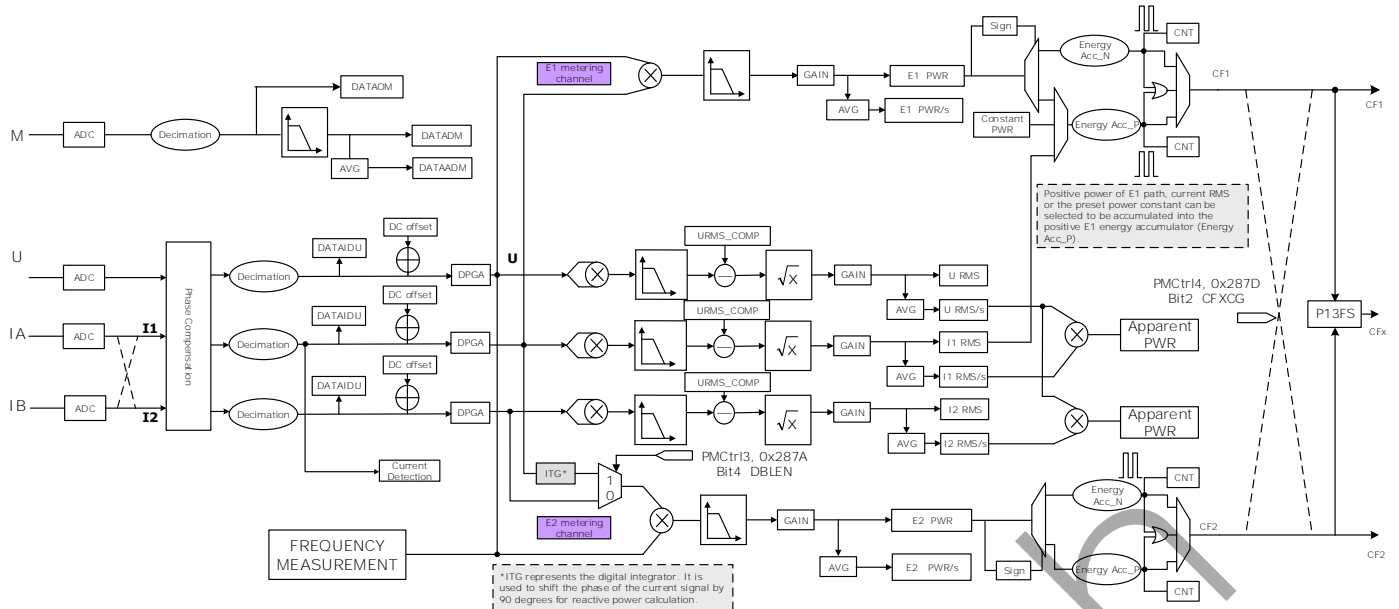 Sign
Energy
Acc_N
CNT
E1 metering
channel
GAIN
E1 PWR
CF1
CF1
DATAOM
AVG
E1 PWR/s
Constant
PWR
Energy Acc_P
M
ADC
Decimation
DATADM
CNT
AVG
DATAADM
Positive power of E1 path, current RMS
or the preset power constant can be
selected to be accumulated into the
positive E1 energy accumulator (Energy
Acc_P).
DC offset
URMS_COMP
DATAIDU
U
U
ADC
Decimation
DPGA
√x
GAIN
U RMS
PMCtrl4, 0x287D
Bit2 CFXCG
Phase Compensation
DC offset
AVG
U RMS/s
URMS_COMP
DATAIDU
P13FS
CFx
IA
ADC
I1
Decimation
DPGA
√x
GAIN
I1 RMS
Apparent
PWR
DC offset
AVG
I1 RMS/s
URMS_COMP
DATAIDU
IB
ADC
I2
Decimation
DPGA
√x
GAIN
I2 RMS
Apparent
PWR
AVG
I2 RMS/s
PMCtrl3, 0x287A
Bit4 DBLEN
Current
Detection
ITG*
1
0
CNT
Energy
Acc_N
E2 metering
channel
GAIN
E2 PWR
CF2
CF2
FREQUENCY
MEASUREMENT
AVG
E2 PWR/s
Sign
Energy Acc_P
CNT
*ITG represents the digital integrator. It is
used to shift the phase of the current signal by
90 degrees for reactive power calculation.